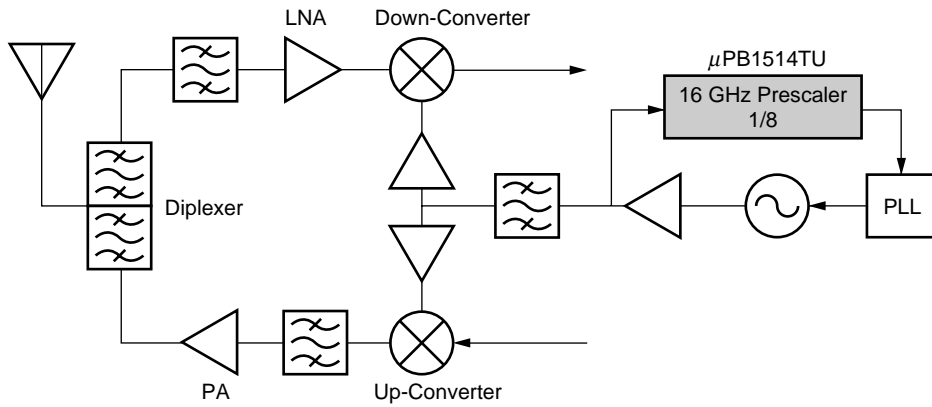 LNA
Down-Converter
μPB1514TU
16 GHz Prescaler
1/8
Diplexer
PLL
PA
Up-Converter